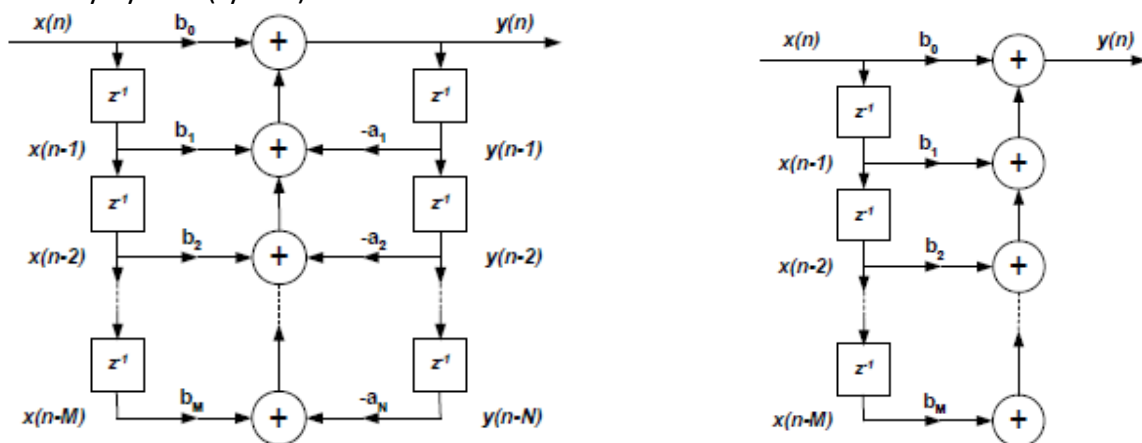 x(n) b0 + y(n)
z-1 z-1
x(n-1) b1 + -a1 y(n-1)
z-1 z-1
x(n-2) b2 + -a2 y(n-2)
z-1 z-1
x(n-M) bM + -aN y(n-N)
x(n) b0 + y(n)
z-1
x(n-1) b1 +
z-1
x(n-2) b2 +
z-1
x(n-M) bM +